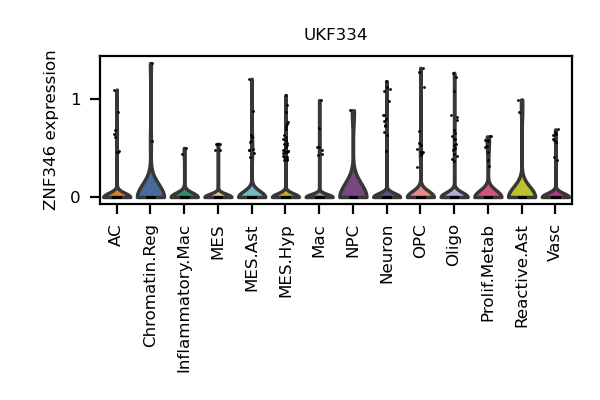 UKF334
ZNF346 expression
1
0
AC
Chromatin.Reg
Inflammatory.Mac
MES
MES.Ast
MES.Hyp
Mac
NPC
Neuron
OPC
Oligo
Prolif.Metab
Reactive.Ast
Vasc